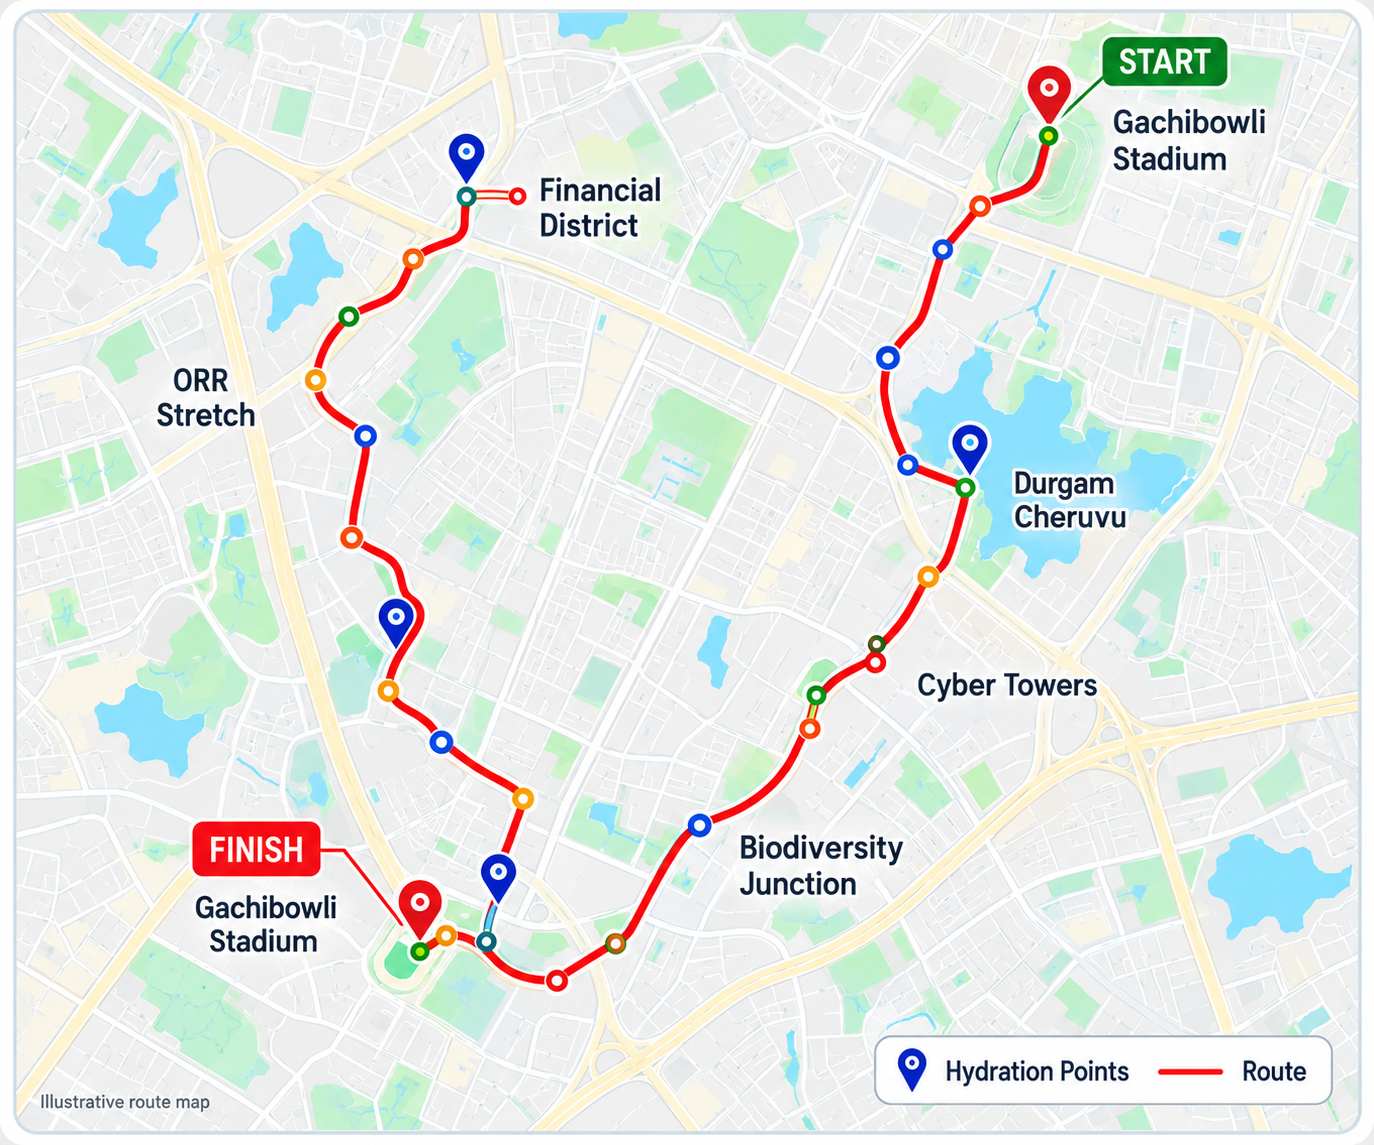 START
Gachibowli
Stadium
Financial
District
ORR
Stretch
Durgam
Cheruvu
Cyber Towers
Biodiversity
Junction
FINISH
Gachibowli
Stadium
Hydration Points
Route
Illustrative route map